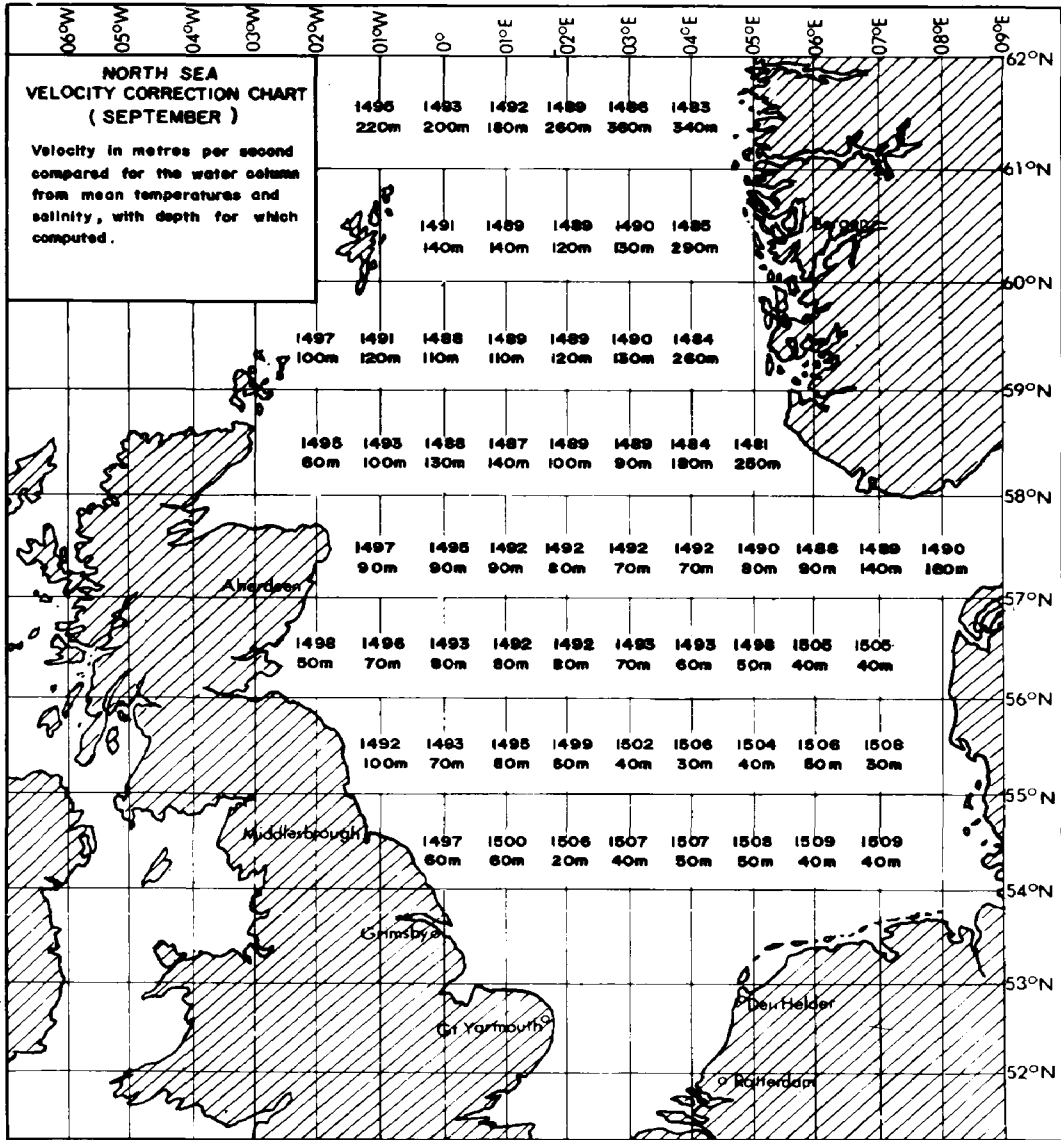 06°W 05°W 04°W 03°W 02°W 01°W 0° 01°E 02°E 03°E 04°E 05°E 06°E 07°E 08°E 09°E
62°N
NORTH SEA
VELOCITY CORRECTION CHART
( SEPTEMBER )
Velocity in metres per second
compared for the water column
from mean temperatures and
salinity, with depth for which
computed.
1495 1493 1492 1489 1486 1483
220m 200m 180m 260m 360m 340m
61°N
1491 1489 1489 1490 1485
140m 140m 120m 130m 290m
Bergen
60°N
1497 1491 1488 1489 1489 1490 1484
100m 120m 110m 110m 120m 130m 260m
59°N
1495 1493 1488 1487 1489 1489 1484 1481
60m 100m 130m 140m 100m 90m 180m 250m
58°N
1497 1495 1492 1492 1492 1492 1490 1488 1489 1490
90m 90m 90m 80m 70m 70m 80m 90m 140m 160m
Aberdeen
57°N
1498 1496 1493 1492 1492 1493 1493 1498 1505 1505
50m 70m 80m 80m 80m 70m 60m 50m 40m 40m
56°N
1492 1493 1495 1499 1502 1506 1504 1506 1508
100m 70m 80m 60m 40m 30m 40m 50m 30m
55°N
Middlesbrough
1497 1500 1506 1507 1507 1508 1509 1509
60m 60m 20m 40m 50m 50m 40m 40m
54°N
Grimsby
53°N
Den Helder
Gt Yarmouth
52°N
Rotterdam